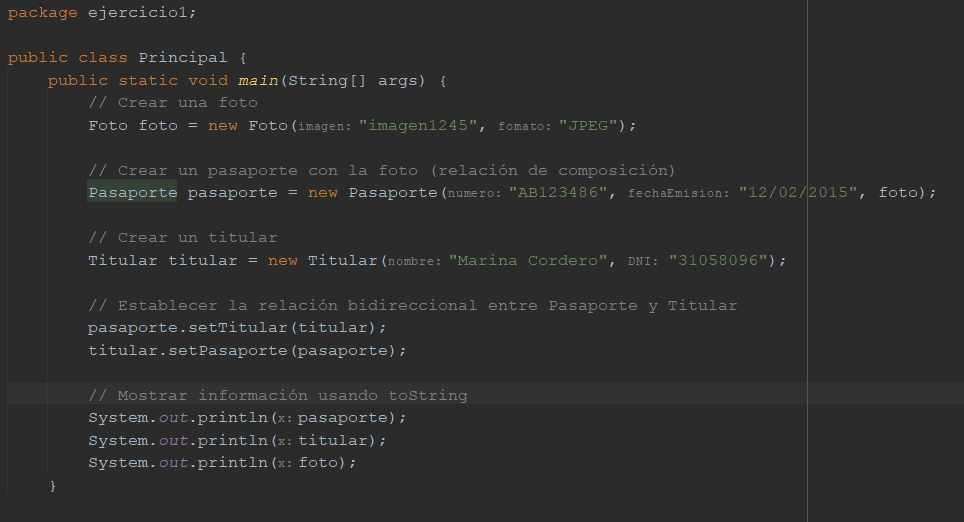 package ejercicio1;
public class Principal {
public static void main(String[] args) {
// Crear una foto
Foto foto = new Foto(imagen: "imagen1245", fomato: "JPEG");
// Crear un pasaporte con la foto (relación de composición)
Pasaporte pasaporte = new Pasaporte(numero: "AB123486", fechaEmision: "12/02/2015", foto);
// Crear un titular
Titular titular = new Titular(nombre: "Marina Cordero", DNI: "31058096");
// Establecer la relación bidireccional entre Pasaporte y Titular
pasaporte.setTitular(titular);
titular.setPasaporte(pasaporte);
// Mostrar información usando toString
System.out.println(x: pasaporte);
System.out.println(x: titular);
System.out.println(x: foto);
}